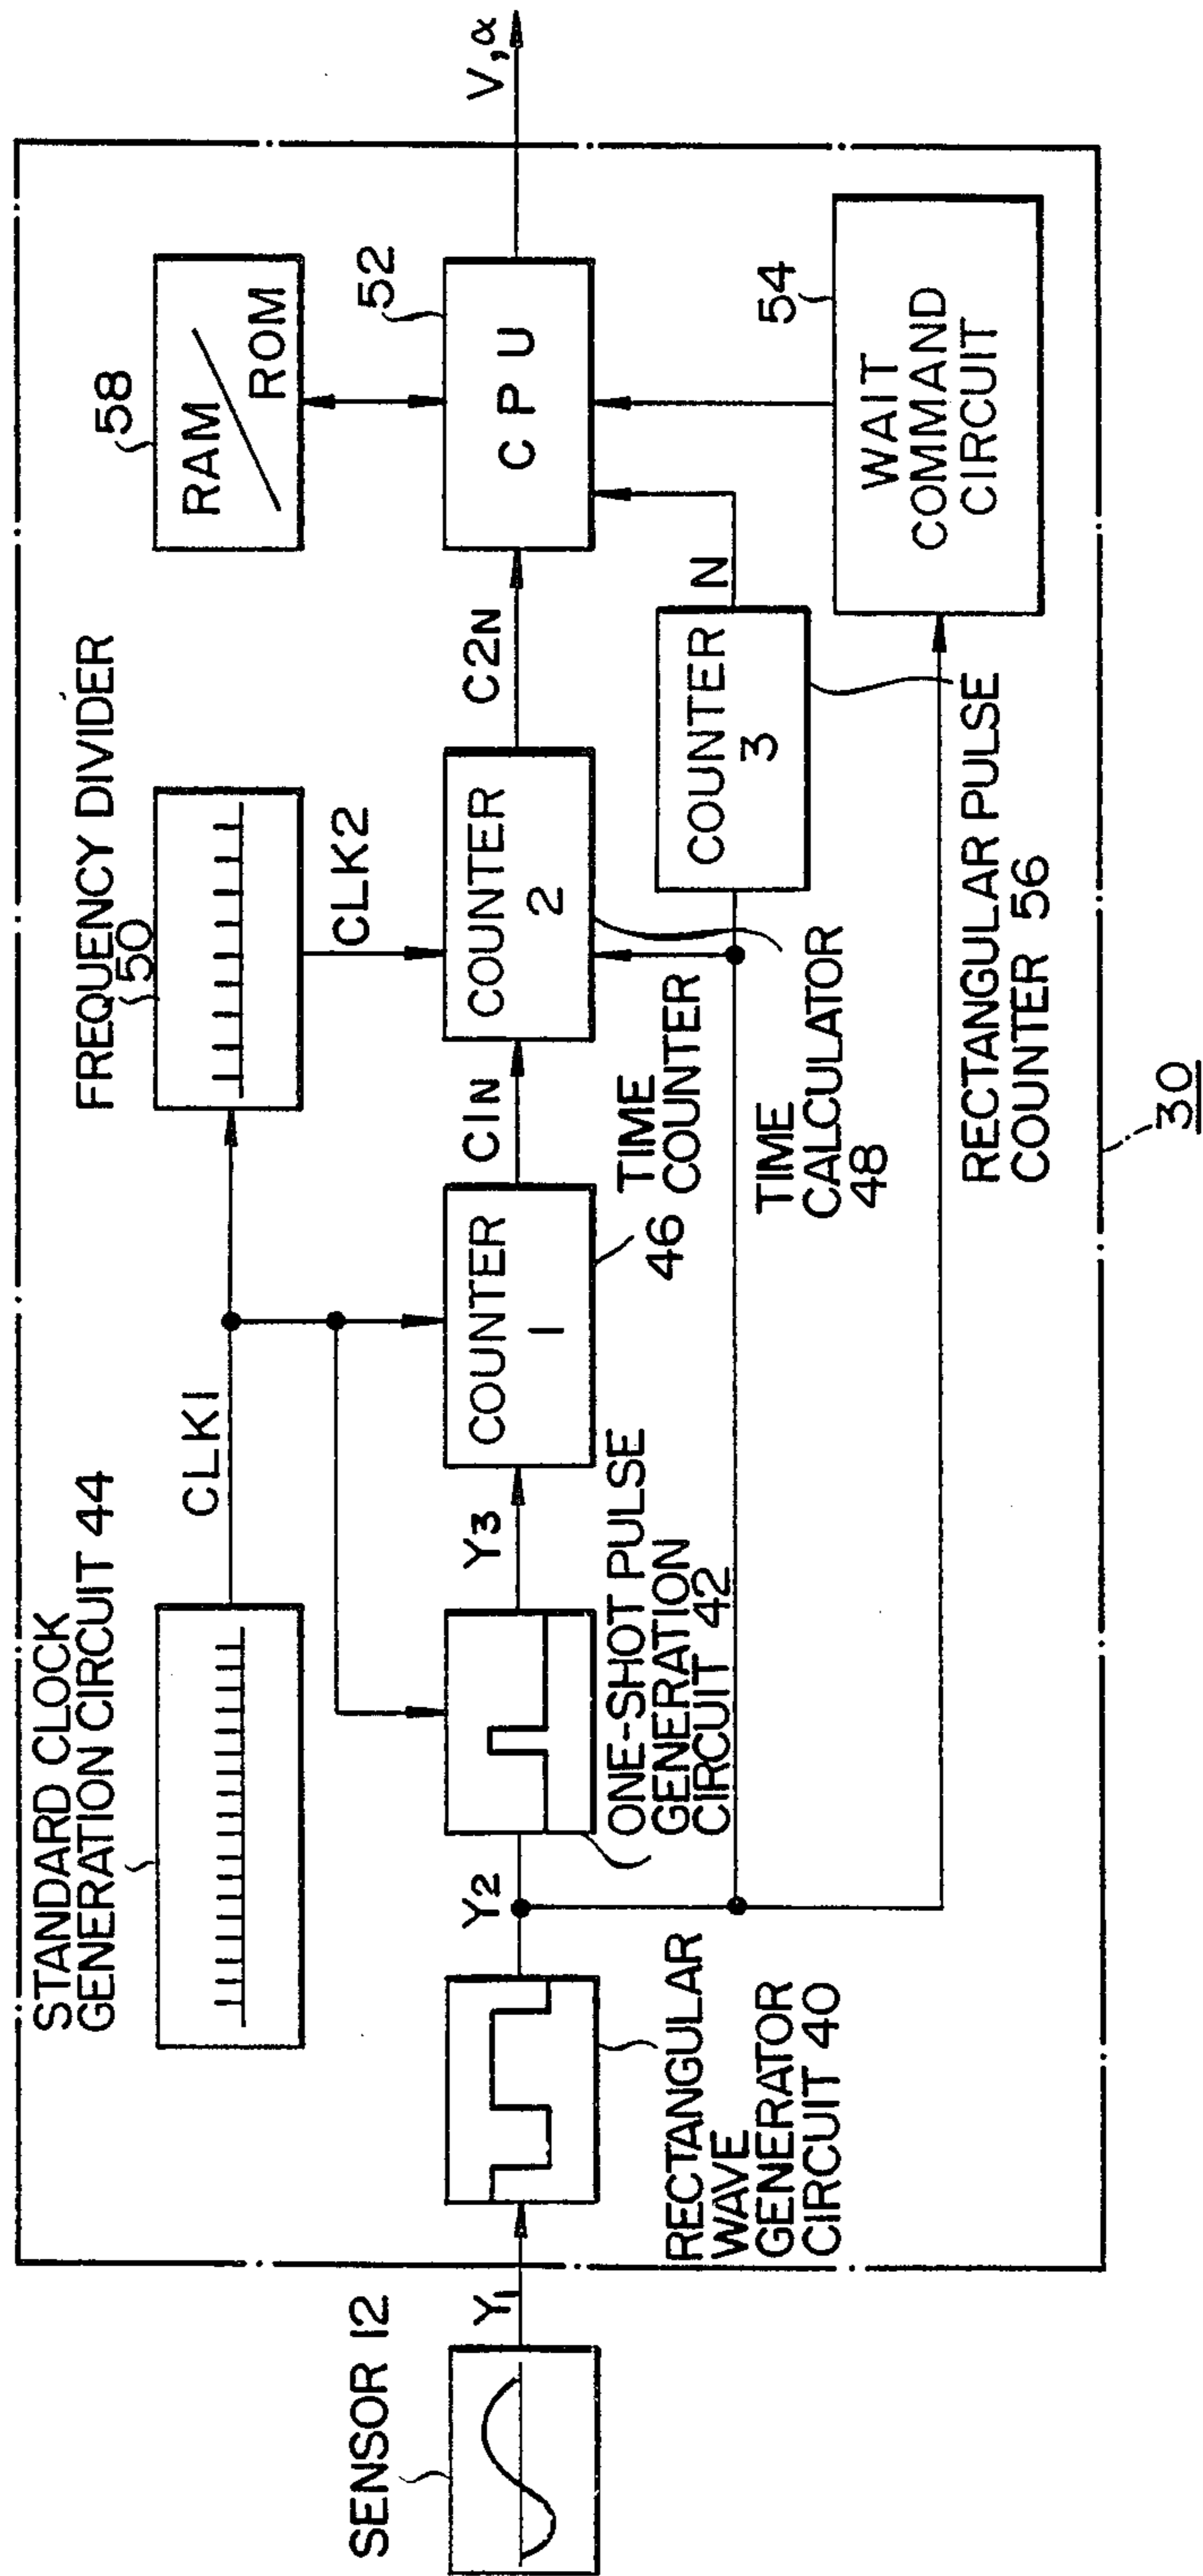 STANDARD CLOCK
GENERATION CIRCUIT 44
CLK1
FREQUENCY DIVIDER
50
CLK2
58
RAM
ROM
SENSOR 12
Y1
Y2
Y3
COUNTER
1
C1N
COUNTER
2
C2N
52
CPU
V, α
RECTANGULAR
WAVE
GENERATOR
CIRCUIT 40
ONE-SHOT PULSE
GENERATION
CIRCUIT 42
46
TIME
COUNTER
TIME
CALCULATOR
48
COUNTER
3
N
RECTANGULAR PULSE
COUNTER 56
54
WAIT
COMMAND
CIRCUIT
30